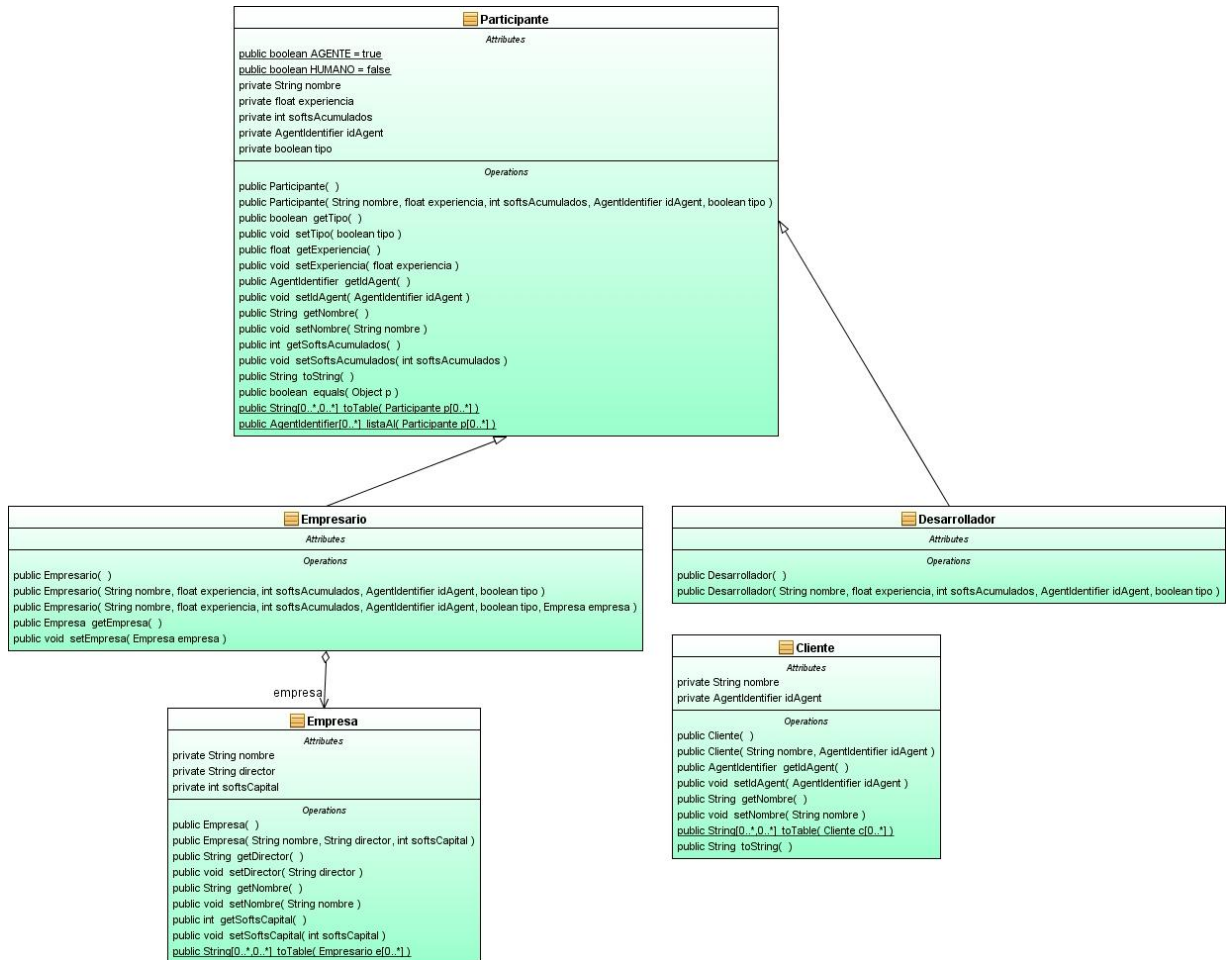 Participante
Attributes
public boolean AGENTE = true
public boolean HUMANO = false
private String nombre
private float experiencia
private int softsAcumulados
private AgentIdentifier idAgent
private boolean tipo
Operations
public Participante( )
public Participante( String nombre, float experiencia, int softsAcumulados, AgentIdentifier idAgent, boolean tipo )
public boolean getTipo( )
public void setTipo( boolean tipo )
public float getExperiencia( )
public void setExperiencia( float experiencia )
public AgentIdentifier getIdAgent( )
public void setIdAgent( AgentIdentifier idAgent )
public String getNombre( )
public void setNombre( String nombre )
public int getSoftsAcumulados( )
public void setSoftsAcumulados( int softsAcumulados )
public String toString( )
public boolean equals( Object p )
public String[0..*,0..*] toTable( Participante p[0..*] )
public AgentIdentifier[0..*] listaAI( Participante p[0..*] )
Empresario
Attributes
Operations
public Empresario( )
public Empresario( String nombre, float experiencia, int softsAcumulados, AgentIdentifier idAgent, boolean tipo )
public Empresario( String nombre, float experiencia, int softsAcumulados, AgentIdentifier idAgent, boolean tipo, Empresa empresa )
public Empresa getEmpresa( )
public void setEmpresa( Empresa empresa )
Desarrollador
Attributes
Operations
public Desarrollador( )
public Desarrollador( String nombre, float experiencia, int softsAcumulados, AgentIdentifier idAgent, boolean tipo )
empresa
Empresa
Attributes
private String nombre
private String director
private int softsCapital
Operations
public Empresa( )
public Empresa( String nombre, String director, int softsCapital )
public String getDirector( )
public void setDirector( String director )
public String getNombre( )
public void setNombre( String nombre )
public int getSoftsCapital( )
public void setSoftsCapital( int softsCapital )
public String[0..*,0..*] toTable( Empresario e[0..*] )
Cliente
Attributes
private String nombre
private AgentIdentifier idAgent
Operations
public Cliente( )
public Cliente( String nombre, AgentIdentifier idAgent )
public AgentIdentifier getIdAgent( )
public void setIdAgent( AgentIdentifier idAgent )
public String getNombre( )
public void setNombre( String nombre )
public String[0..*,0..*] toTable( Cliente c[0..*] )
public String toString( )